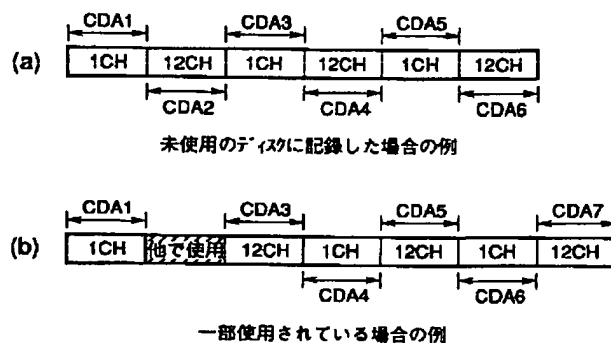 CDA1 CDA3 CDA5
(a) 1CH 12CH 1CH 12CH 1CH 12CH
CDA2 CDA4 CDA6
未使用のディスクに記録した場合の例
CDA1 CDA3 CDA5 CDA7
(b) 1CH 他で使用 12CH 1CH 12CH 1CH 12CH
CDA4 CDA6
一部使用されている場合の例